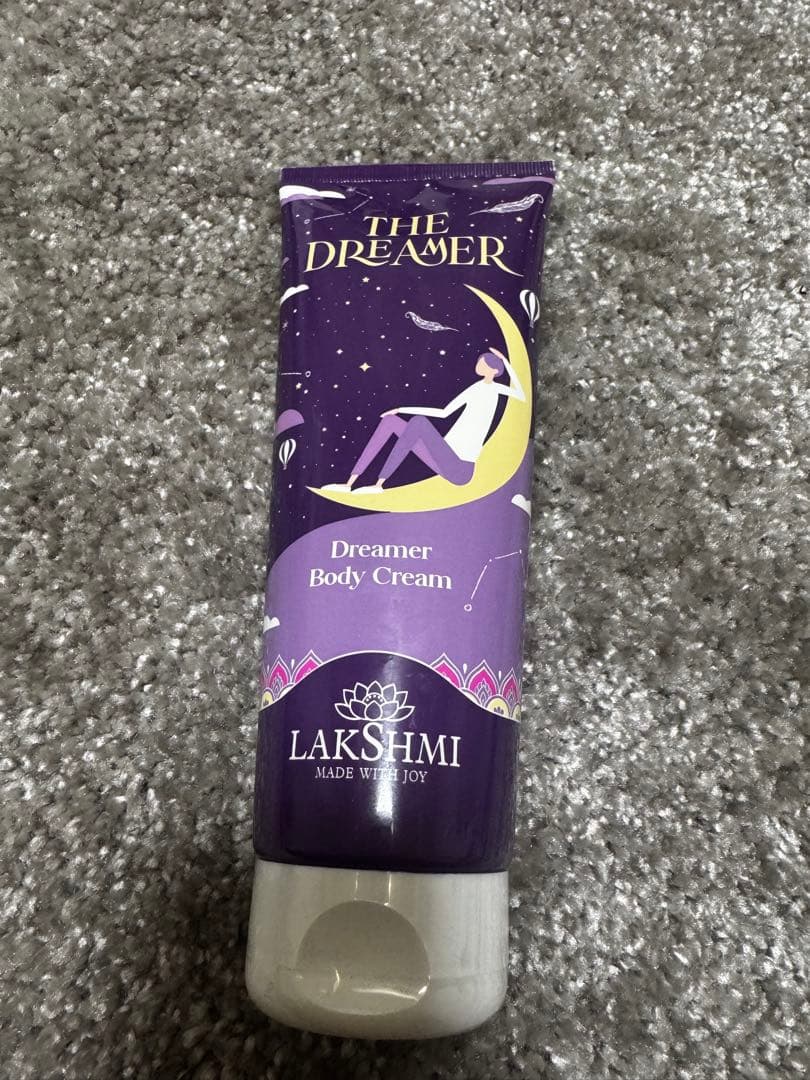 THE
DREAMER
Dreamer
Body Cream
LAKSHMI
MADE WITH JOY